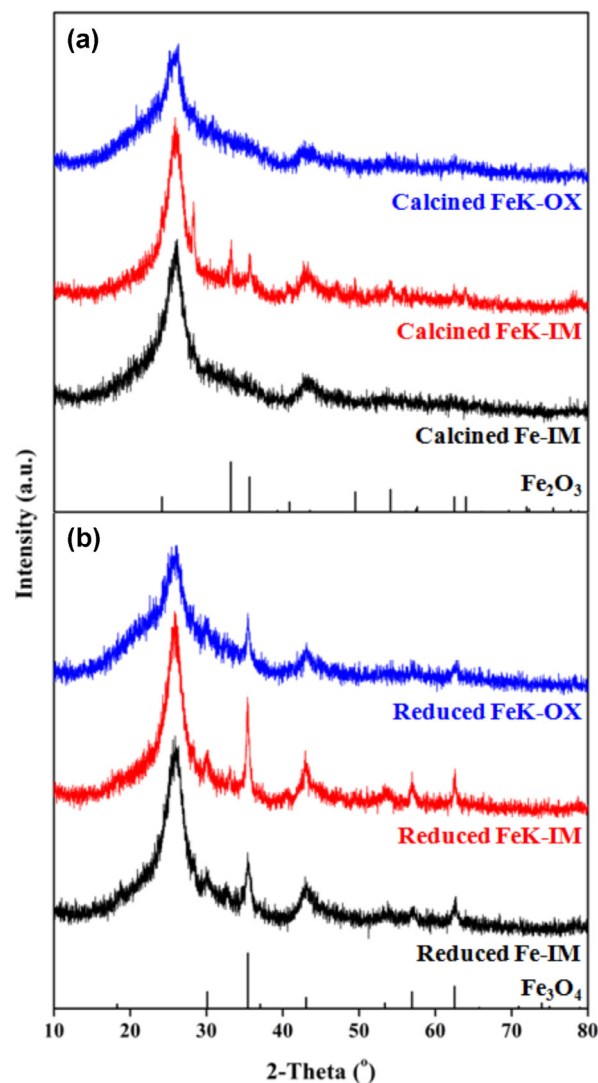 (a)
Calcined FeK-OX
Calcined FeK-IM
Calcined Fe-IM
Fe₂O₃
(b)
Reduced FeK-OX
Reduced FeK-IM
Reduced Fe-IM
Fe₃O₄
Intensity (a.u.)
10 20 30 40 50 60 70 80
2-Theta (°)